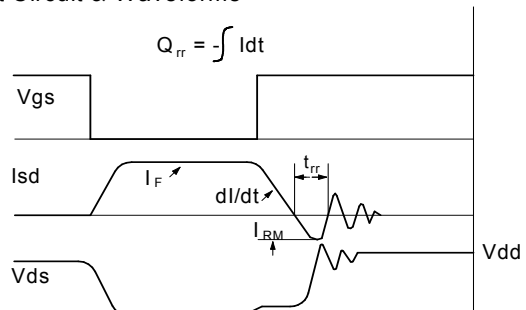 t Circuit & Waveforms
Q rr = -∫ Idt
Vgs
Isd
I F
dI/dt
t rr
I RM
Vdd
Vds